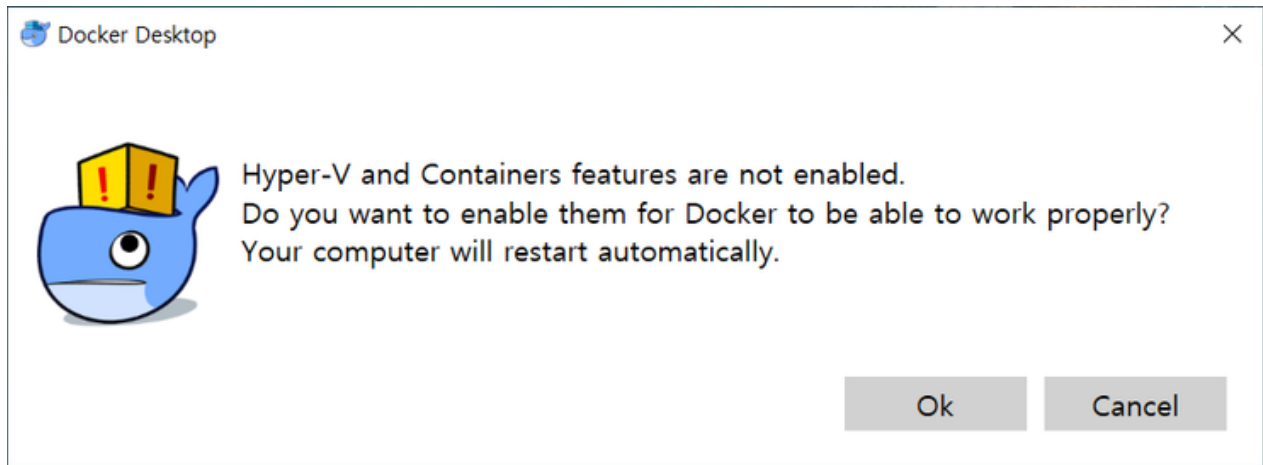 Docker Desktop
Hyper-V and Containers features are not enabled.
Do you want to enable them for Docker to be able to work properly?
Your computer will restart automatically.
Ok Cancel